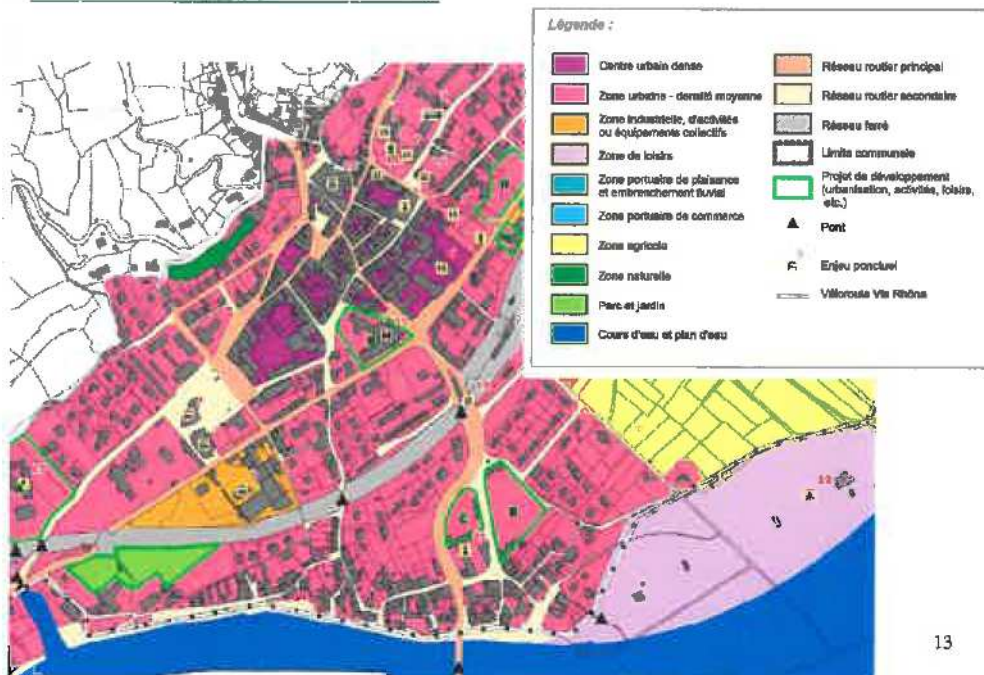 Légende :
Centre urbain dense
Zone urbaine - densité moyenne
Zone industrielle, d'activités
ou équipements collectifs
Zone de loisirs
Zone portuaire de plaisance
et embranchement fluvial
Zone portuaire de commerce
Zone agricole
Zone naturelle
Parc et jardin
Cours d'eau et plan d'eau
Réseau routier principal
Réseau routier secondaire
Réseau ferré
Limite communale
Projet de développement
(urbanisation, activités, loisirs,
etc.)
Pont
Enjeu ponctuel
Véloroute Via Rhôna
13